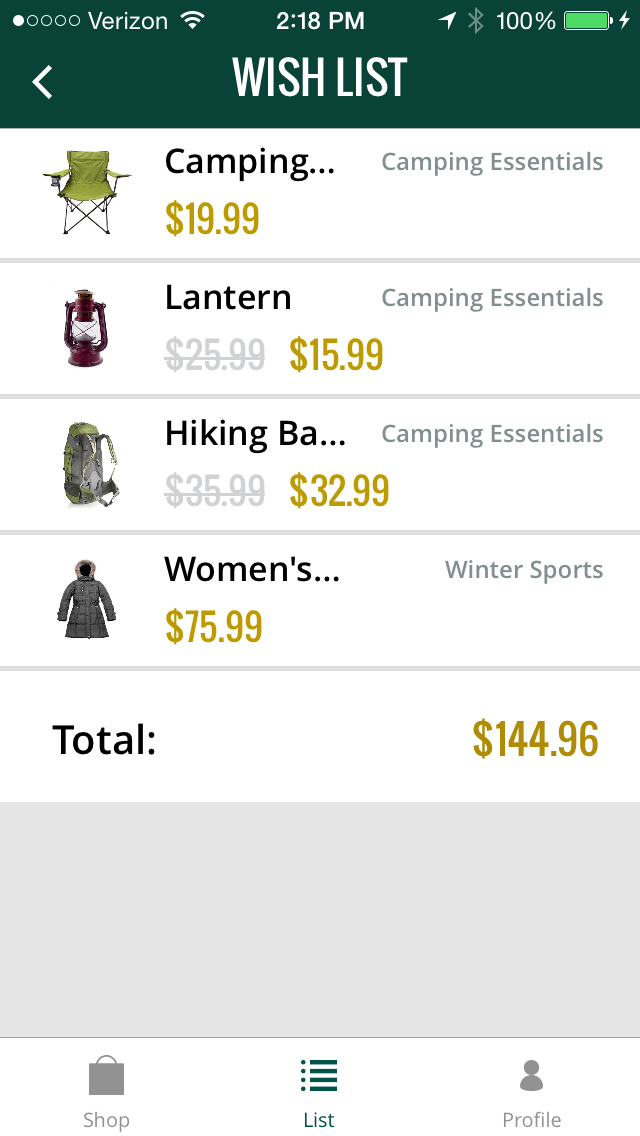 Verizon 2:18 PM 100%
WISH LIST
Camping... Camping Essentials
$19.99
Lantern Camping Essentials
$25.99 $15.99
Hiking Ba... Camping Essentials
$35.99 $32.99
Women's... Winter Sports
$75.99
Total: $144.96
Shop List Profile